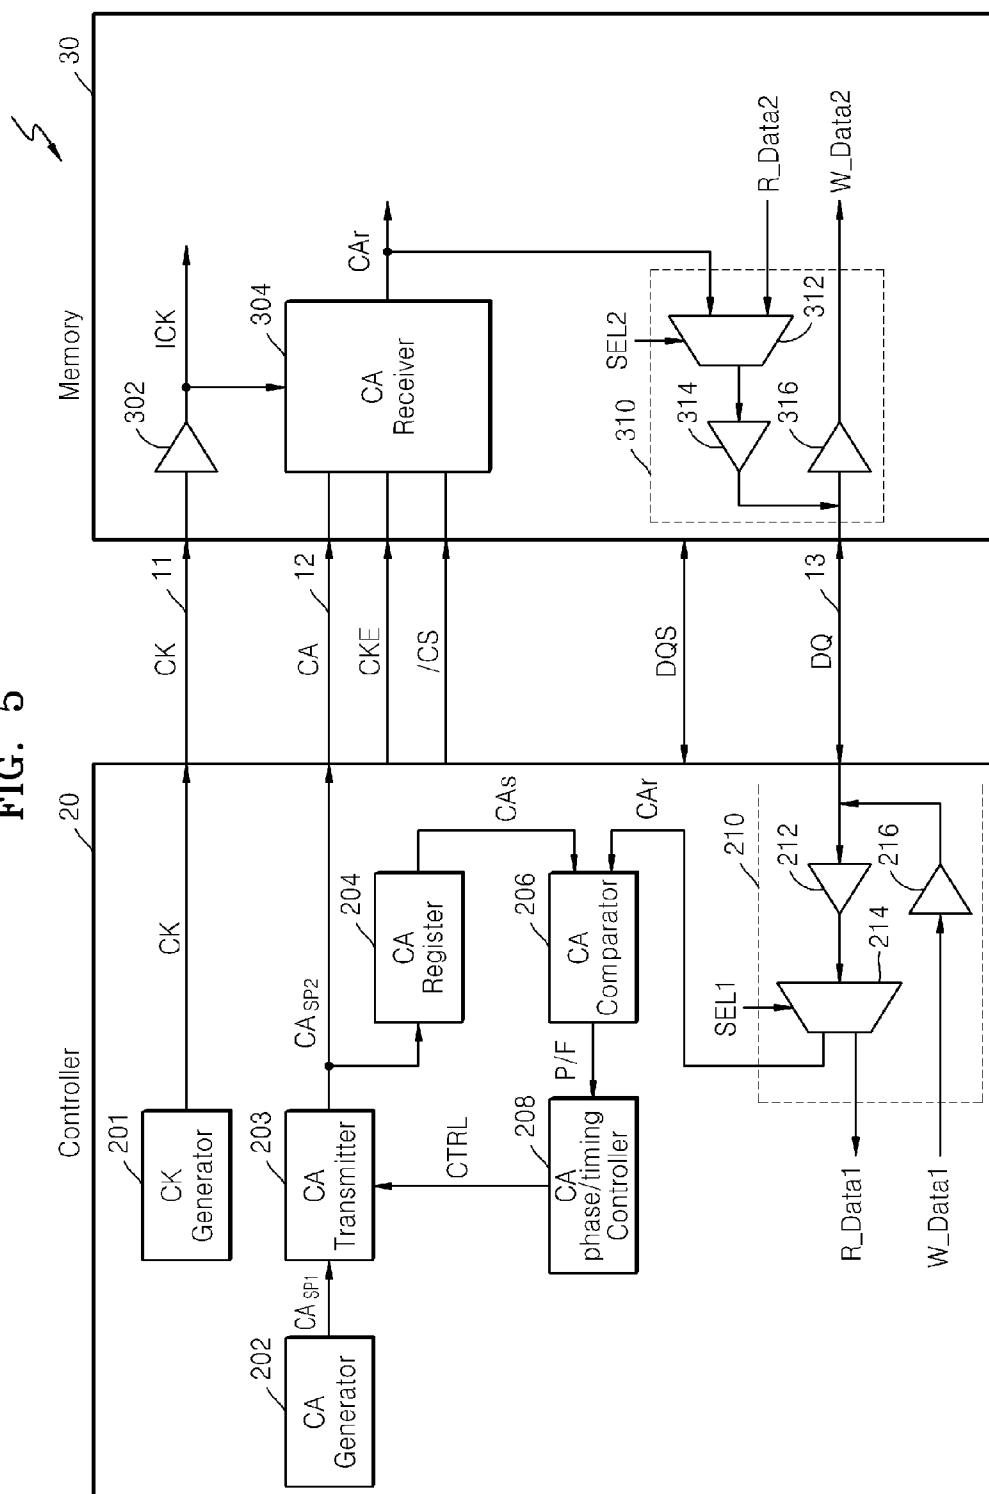 FIG. 5
Controller
20
Memory
30
201
CK
Generator
CK
CK
11
302
ICK
202
CA
Generator
CA SP1
203
CA
Transmitter
CA SP2
CA
12
CKE
/CS
304
CA
Receiver
CAr
204
CA
Register
CAs
CTRL
208
CA
phase/timing
Controller
P/F
206
CA
Comparator
CAr
DQS
SEL2
310
314
312
R_Data2
316
W_Data2
SEL1
210
212
214
216
DQ
13
R_Data1
W_Data1